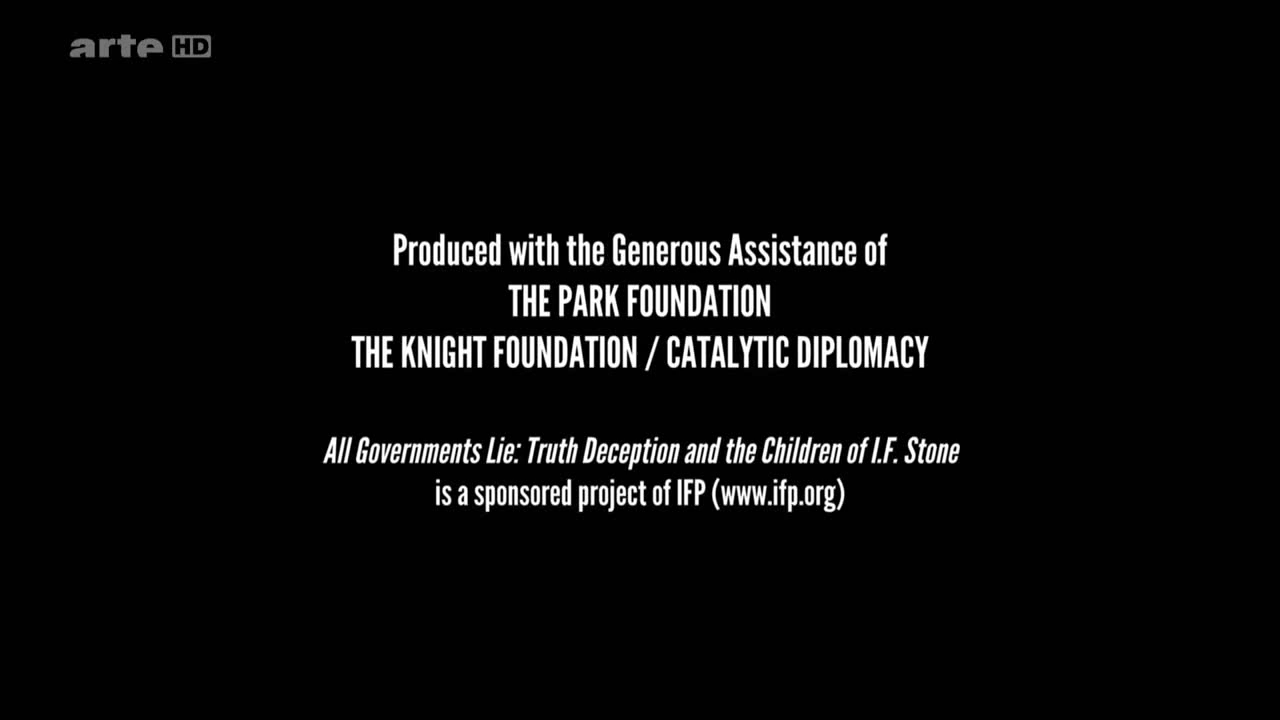 arte HD
Produced with the Generous Assistance of
THE PARK FOUNDATION
THE KNIGHT FOUNDATION / CATALYTIC DIPLOMACY
All Governments Lie: Truth Deception and the Children of I.F. Stone
is a sponsored project of IFP (www.ifp.org)